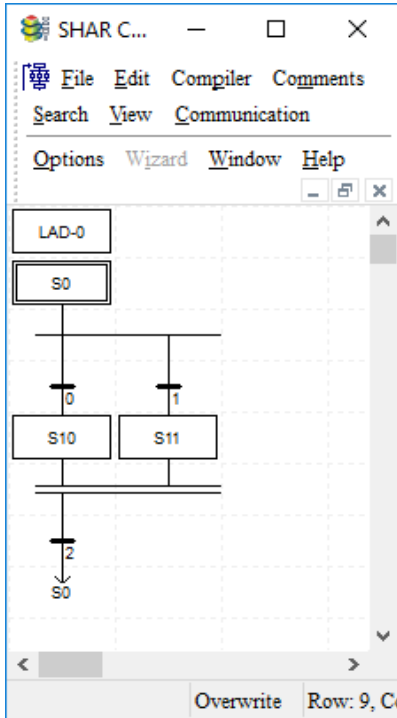 SHAR C...
File Edit Compiler Comments
Search View Communication
Options Wizard Window Help
LAD-0
S0
0 1
S10 S11
2
S0
Overwrite Row: 9, Co